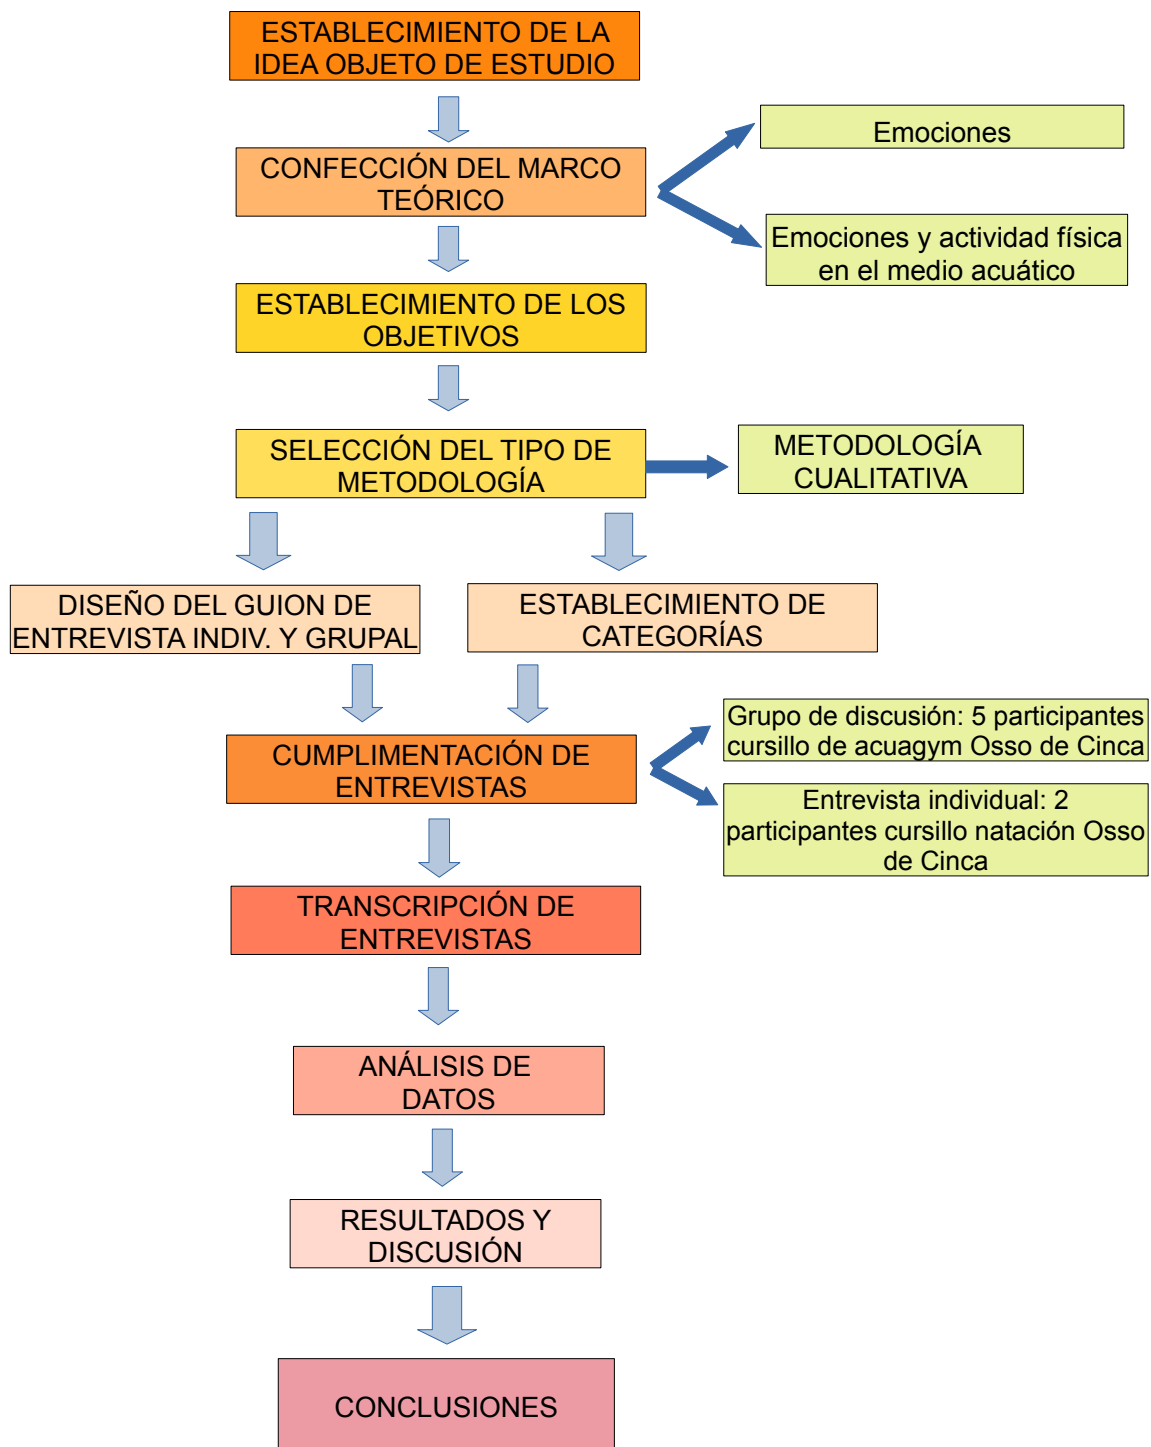 ESTABLECIMIENTO DE LA
IDEA OBJETO DE ESTUDIO
CONFECCIÓN DEL MARCO
TEÓRICO
Emociones
Emociones y actividad física
en el medio acuático
ESTABLECIMIENTO DE LOS
OBJETIVOS
SELECCIÓN DEL TIPO DE
METODOLOGÍA
METODOLOGÍA
CUALITATIVA
DISEÑO DEL GUION DE
ENTREVISTA INDIV. Y GRUPAL
ESTABLECIMIENTO DE
CATEGORÍAS
CUMPLIMENTACIÓN DE
ENTREVISTAS
Grupo de discusión: 5 participantes
cursillo de acuagym Osso de Cinca
Entrevista individual: 2
participantes cursillo natación Osso
de Cinca
TRANSCRIPCIÓN DE
ENTREVISTAS
ANÁLISIS DE
DATOS
RESULTADOS Y
DISCUSIÓN
CONCLUSIONES